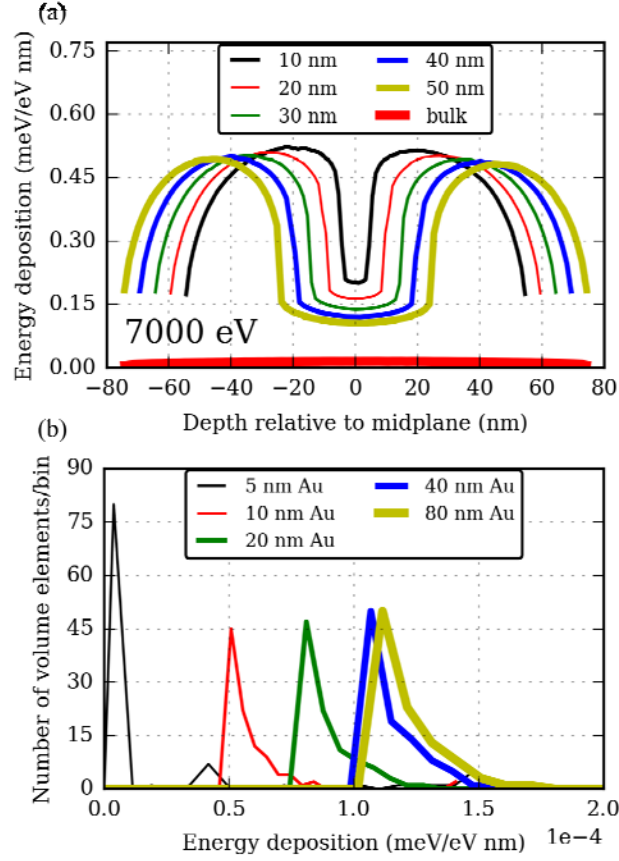 (a)
0.75
0.60
0.45
0.30
0.15
0.00
Energy deposition (meV/eV nm)
10 nm
20 nm
30 nm
40 nm
50 nm
bulk
7000 eV
−80 −60 −40 −20 0 20 40 60 80
Depth relative to midplane (nm)
(b)
90
75
60
45
30
15
0
Number of volume elements/bin
5 nm Au
10 nm Au
20 nm Au
40 nm Au
80 nm Au
0.0 0.5 1.0 1.5 2.0
Energy deposition (meV/eV nm)
1e−4